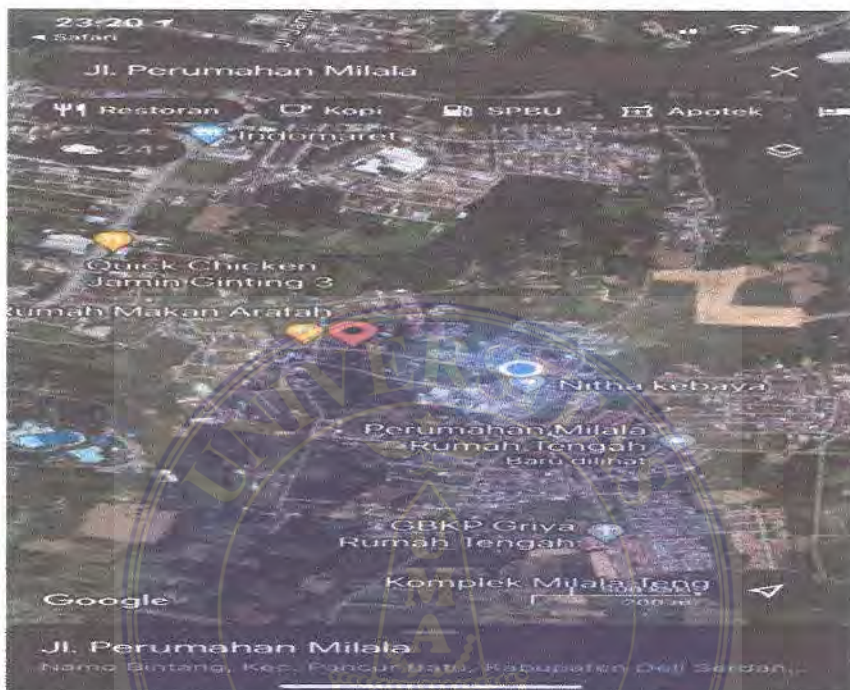 23:20
Safari
Jl. Perumahan Milala
Restoran Kopi SPBU Apotek
24°
Indomaret
Quick Chicken
Jamin Ginting 3
Rumah Makan Arafah
Nitha kebaya
Perumahan Milala
Rumah Tengah
Baru dilihat
GBKP Griya
Rumah Tengah
Komplek Milala Teng
200 m
Google
Jl. Perumahan Milala
Namo Bintang, Kec. Pancur Batu, Kabupaten Deli Serdan...
UNIVERS